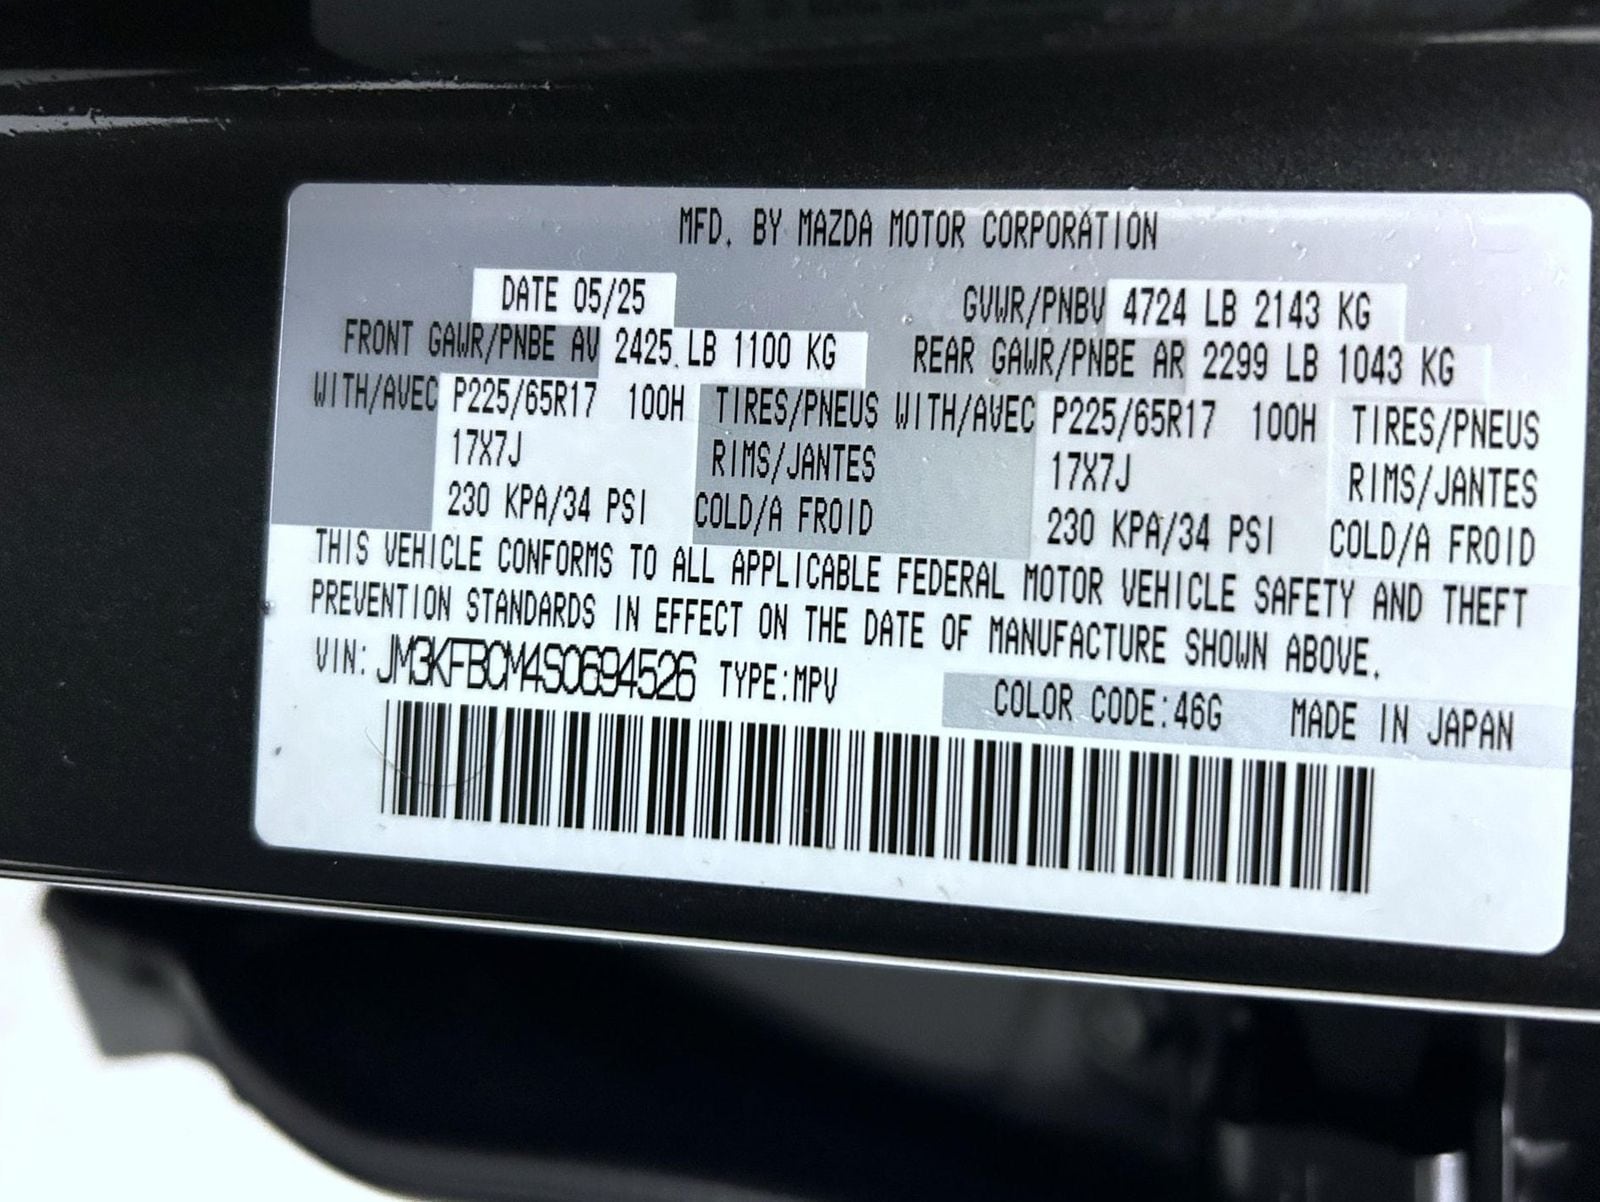 MFD. BY MAZDA MOTOR CORPORATION
DATE 05/25 GVWR/PNBV 4724 LB 2143 KG
FRONT GAWR/PNBE AV 2425 LB 1100 KG REAR GAWR/PNBE AR 2299 LB 1043 KG
WITH/AVEC P225/65R17 100H TIRES/PNEUS WITH/AVEC P225/65R17 100H TIRES/PNEUS
17X7J RIMS/JANTES 17X7J RIMS/JANTES
230 KPA/34 PSI COLD/A FROID 230 KPA/34 PSI COLD/A FROID
THIS VEHICLE CONFORMS TO ALL APPLICABLE FEDERAL MOTOR VEHICLE SAFETY AND THEFT
PREVENTION STANDARDS IN EFFECT ON THE DATE OF MANUFACTURE SHOWN ABOVE.
VIN: JM3KFBCM4S0694526 TYPE:MPV COLOR CODE:46G MADE IN JAPAN